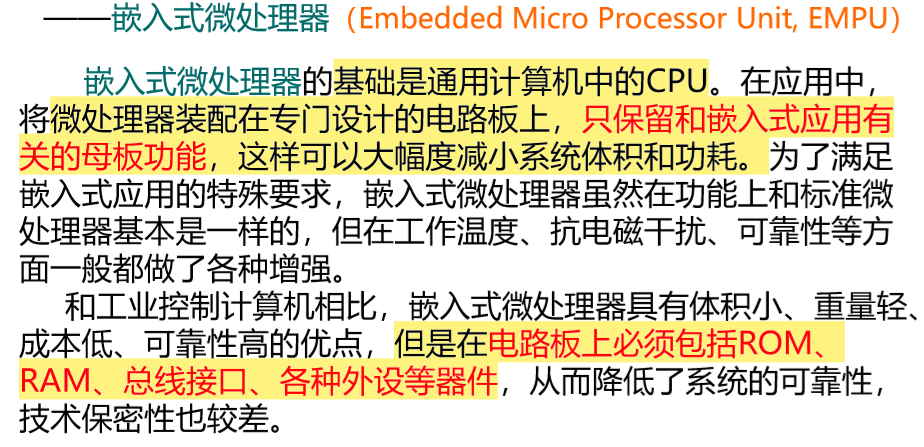 ——嵌入式微处理器（Embedded Micro Processor Unit, EMPU）
嵌入式微处理器的基础是通用计算机中的CPU。在应用中，
将微处理器装配在专门设计的电路板上，只保留和嵌入式应用有
关的母板功能，这样可以大幅度减小系统体积和功耗。为了满足
嵌入式应用的特殊要求，嵌入式微处理器虽然在功能上和标准微
处理器基本是一样的，但在工作温度、抗电磁干扰、可靠性等方
面一般都做了各种增强。
和工业控制计算机相比，嵌入式微处理器具有体积小、重量轻、
成本低、可靠性高的优点，但是在电路板上必须包括ROM、
RAM、总线接口、各种外设等器件，从而降低了系统的可靠性，
技术保密性也较差。